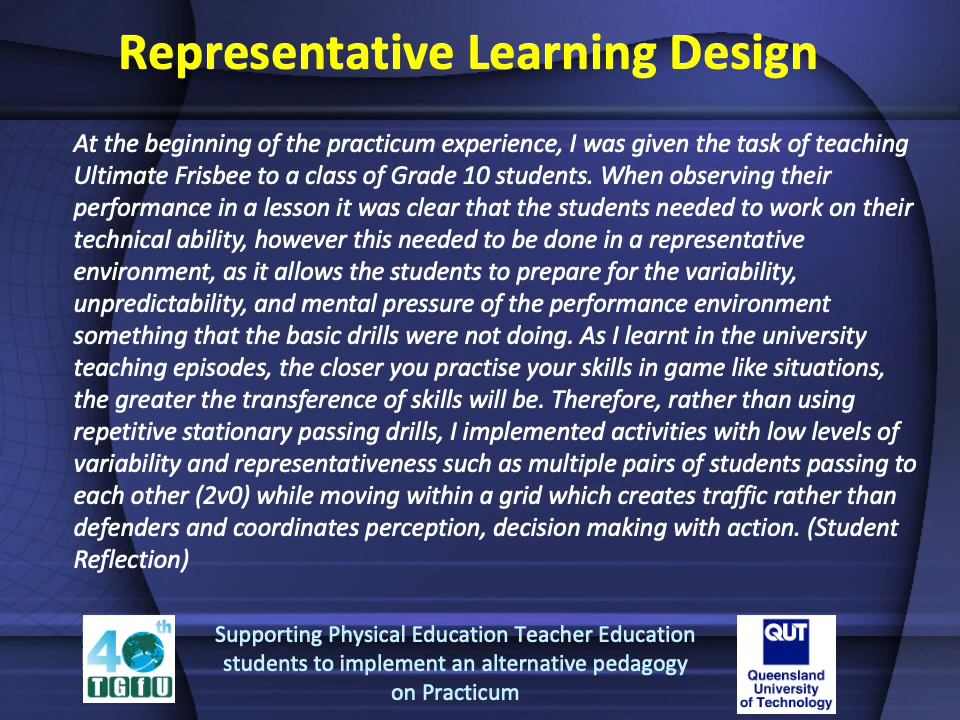 Representative Learning Design
At the beginning of the practicum experience, I was given the task of teaching
Ultimate Frisbee to a class of Grade 10 students. When observing their
performance in a lesson it was clear that the students needed to work on their
technical ability, however this needed to be done in a representative
environment, as it allows the students to prepare for the variability,
unpredictability, and mental pressure of the performance environment
something that the basic drills were not doing. As I learnt in the university
teaching episodes, the closer you practise your skills in game like situations,
the greater the transference of skills will be. Therefore, rather than using
repetitive stationary passing drills, I implemented activities with low levels of
variability and representativeness such as multiple pairs of students passing to
each other (2v0) while moving within a grid which creates traffic rather than
defenders and coordinates perception, decision making with action. (Student
Reflection)
40th
TGfU
Supporting Physical Education Teacher Education
students to implement an alternative pedagogy
on Practicum
QUT
Queensland
University
of Technology